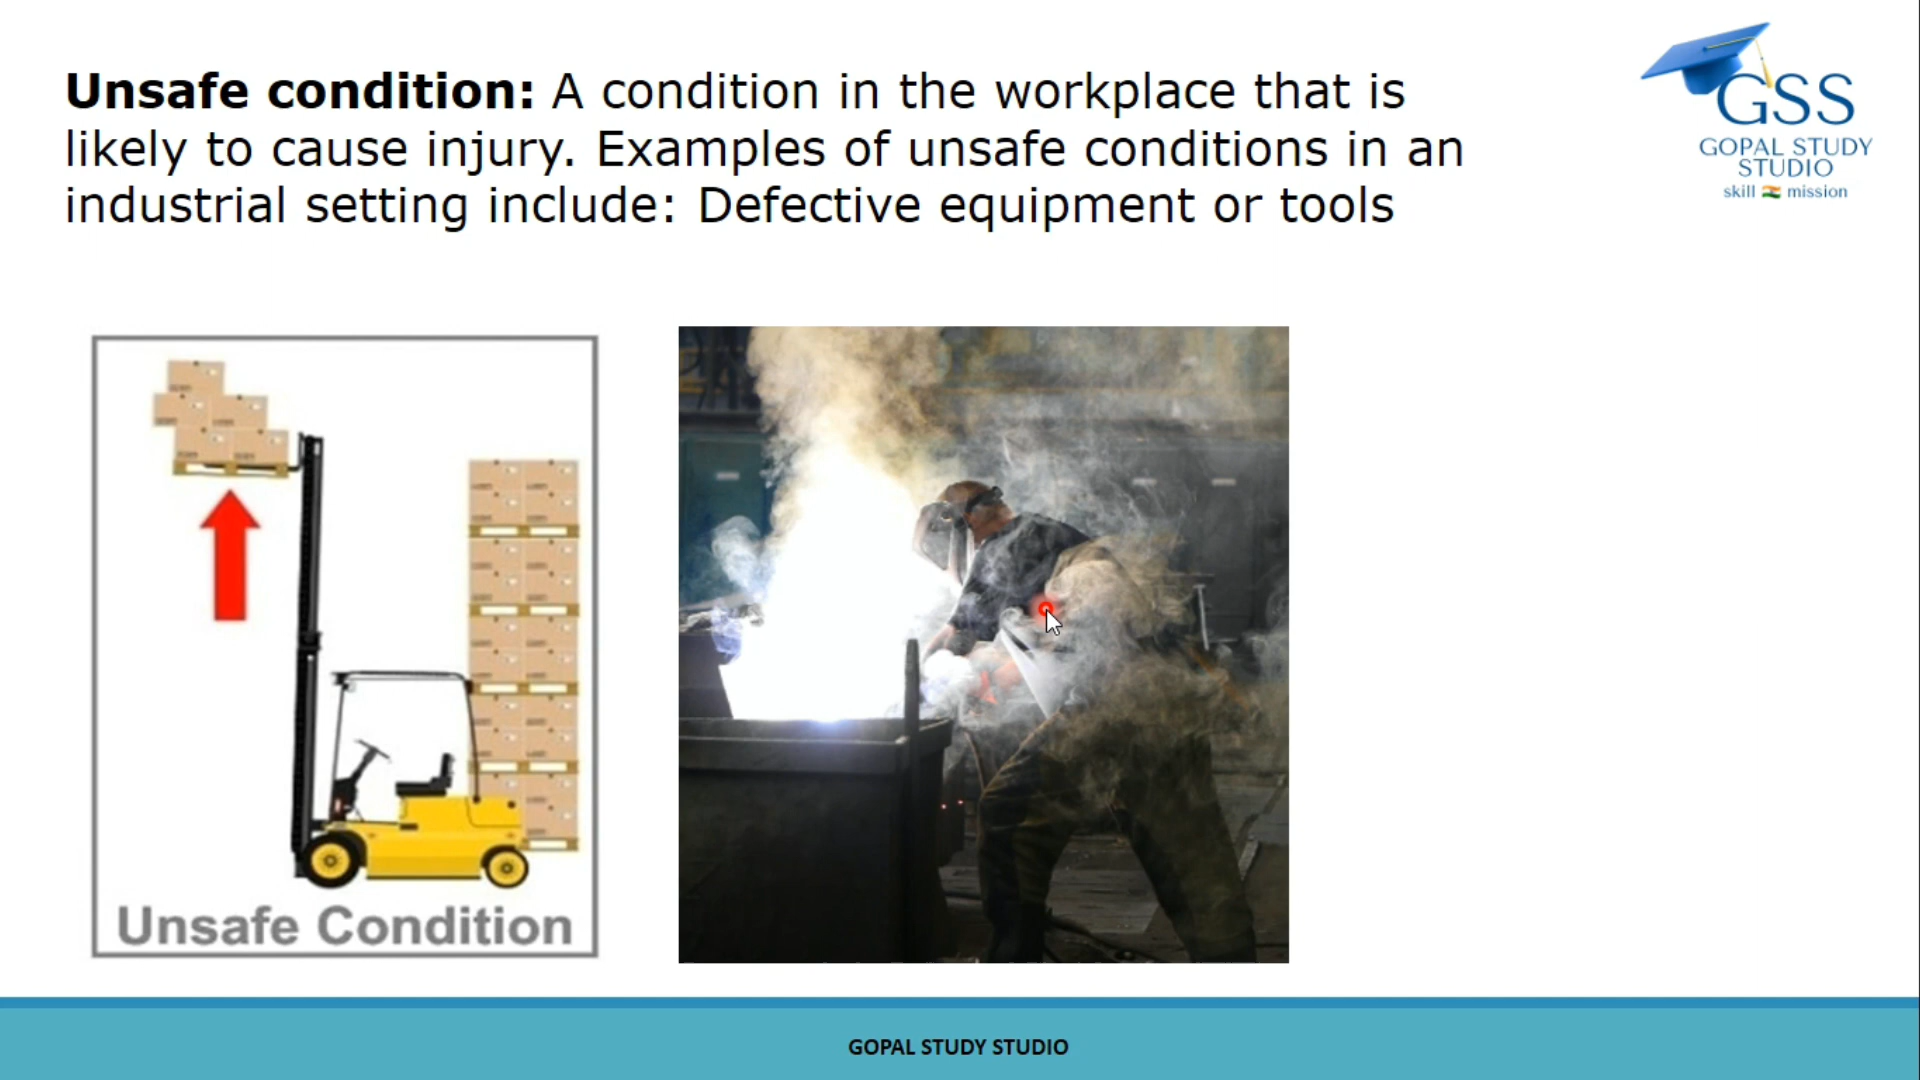 Unsafe condition: A condition in the workplace that is
likely to cause injury. Examples of unsafe conditions in an
industrial setting include: Defective equipment or tools
GSS
GOPAL STUDY
STUDIO
skill mission
Unsafe Condition
GOPAL STUDY STUDIO